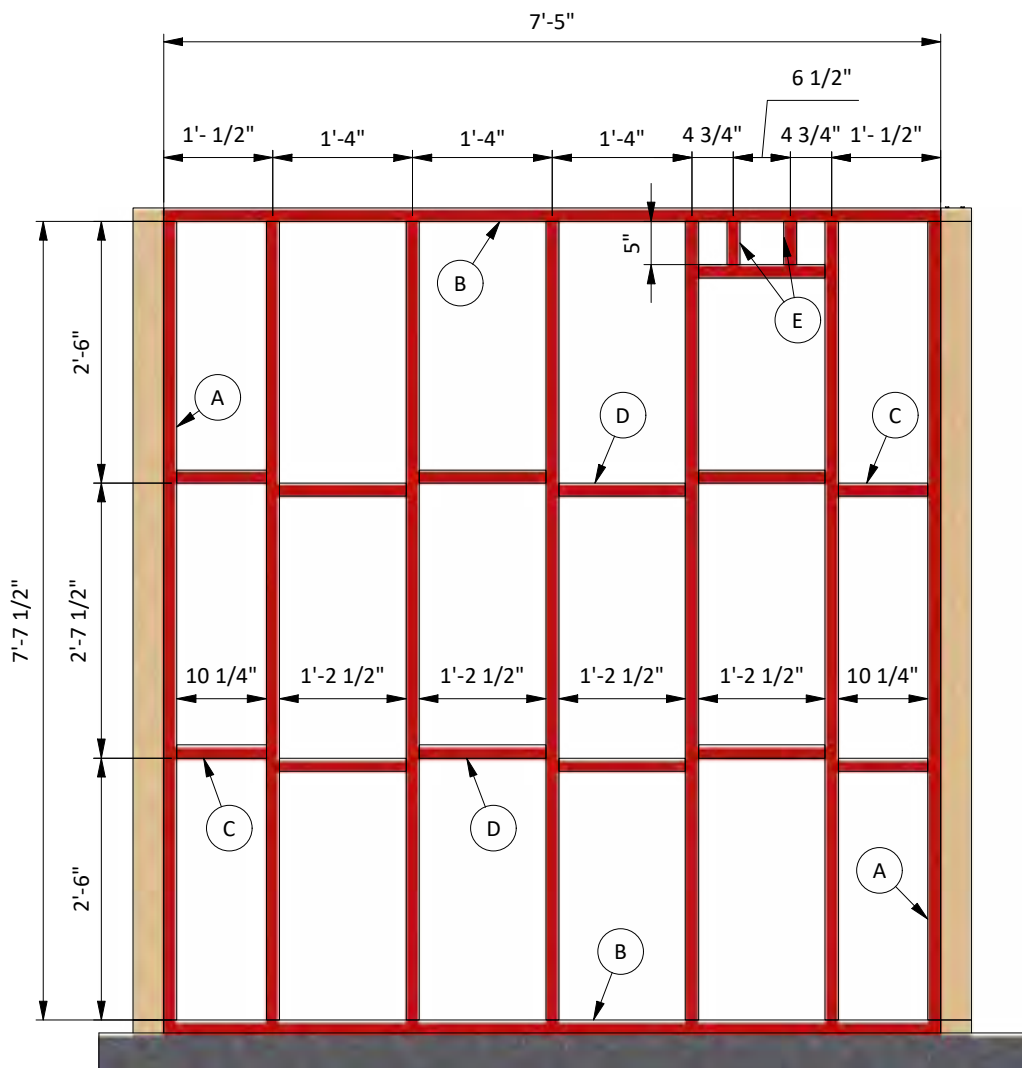 7'-5"
6 1/2"
1'- 1/2" 1'-4" 1'-4" 1'-4" 4 3/4" 4 3/4" 1'- 1/2"
5"
B
E
2'-6"
A
D
C
7'-7 1/2"
2'-7 1/2"
10 1/4" 1'-2 1/2" 1'-2 1/2" 1'-2 1/2" 1'-2 1/2" 10 1/4"
C
D
2'-6"
A
B